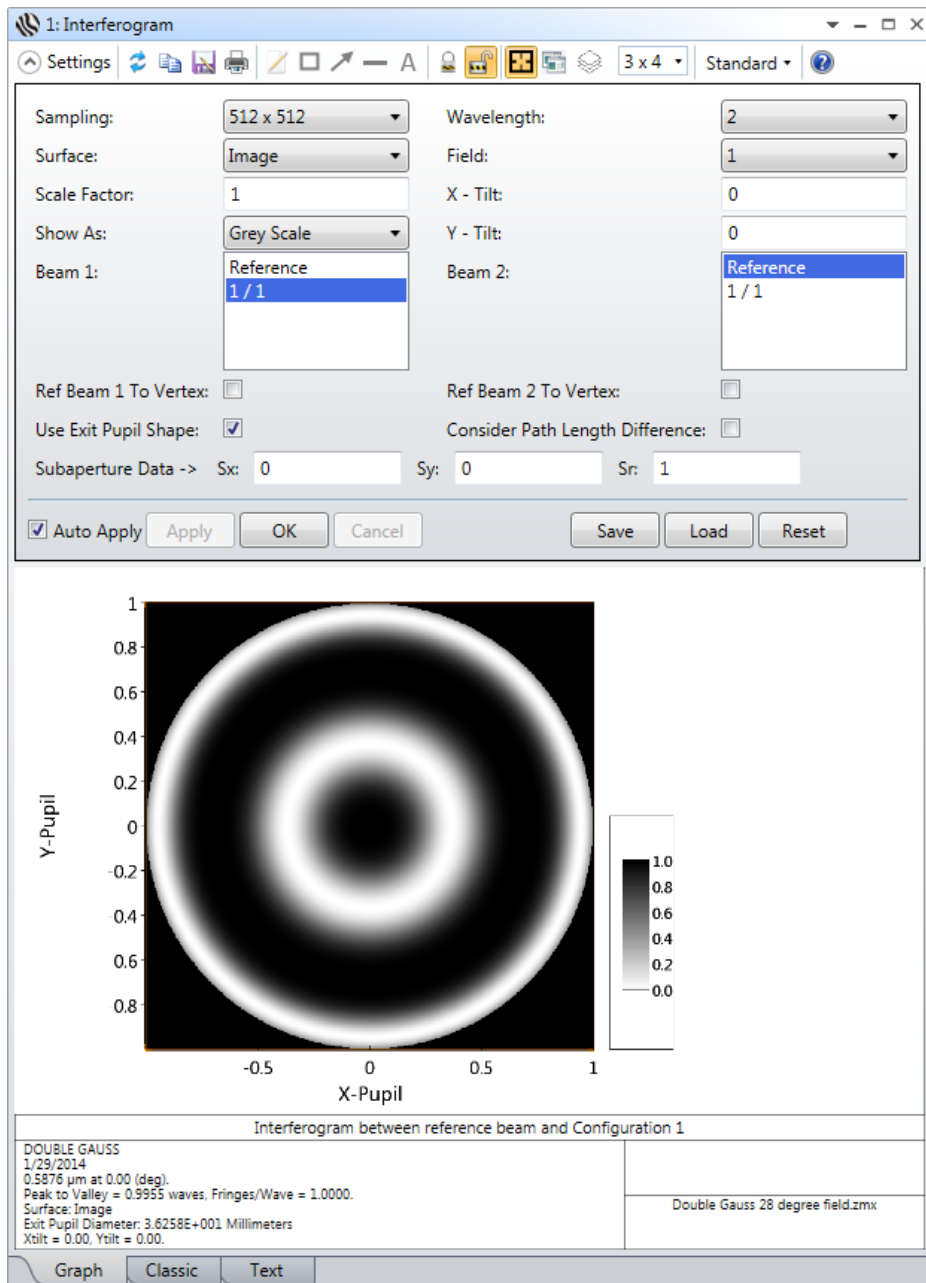 1: Interferogram
Settings A 3 x 4 Standard
Sampling: 512 x 512 Wavelength: 2
Surface: Image Field: 1
Scale Factor: 1 X - Tilt: 0
Show As: Grey Scale Y - Tilt: 0
Beam 1: Reference Beam 2: Reference
1 / 1 1 / 1
Ref Beam 1 To Vertex: Ref Beam 2 To Vertex:
Use Exit Pupil Shape: Consider Path Length Difference:
Subaperture Data -> Sx: 0 Sy: 0 Sr: 1
Auto Apply Apply OK Cancel Save Load Reset
1
0.8
0.6
0.4
0.2
0
-0.2
-0.4
0.6
0.8
Y-Pupil
-0.5 0 0.5 1
X-Pupil
1.0
0.8
0.6
0.4
0.2
0.0
Interferogram between reference beam and Configuration 1
DOUBLE GAUSS
1/29/2014
0.5876 µm at 0.00 (deg).
Peak to Valley = 0.9955 waves, Fringes/Wave = 1.0000.
Surface: Image
Exit Pupil Diameter: 3.6258E+001 Millimeters
Xtilt = 0.00, Ytilt = 0.00.
Double Gauss 28 degree field.zmx
Graph Classic Text